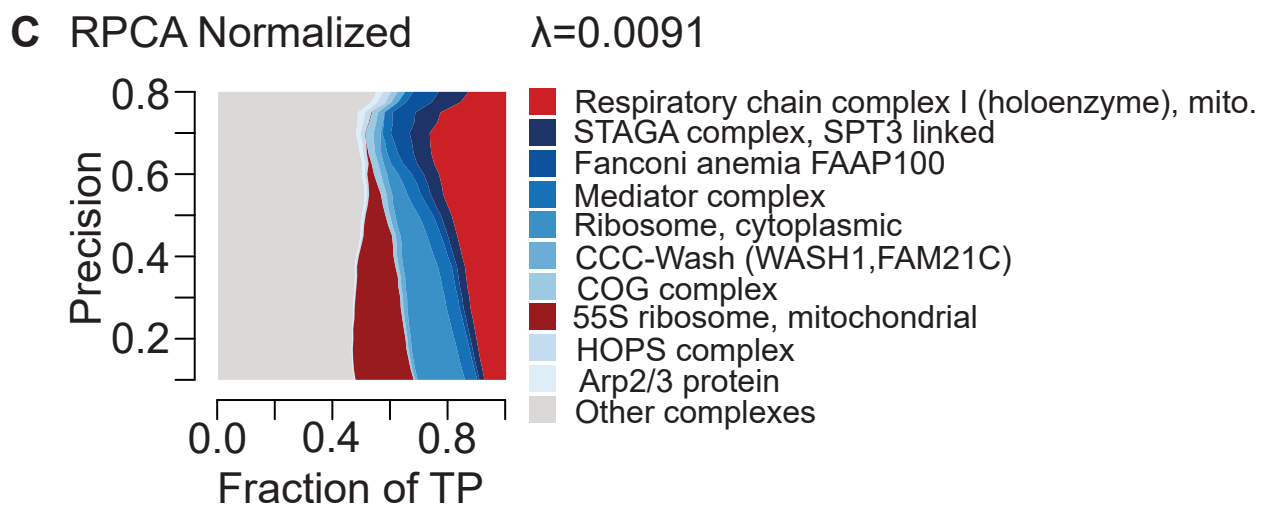 C RPCA Normalized λ=0.0091
Respiratory chain complex I (holoenzyme), mito.
STAGA complex, SPT3 linked
Fanconi anemia FAAP100
Mediator complex
Ribosome, cytoplasmic
CCC-Wash (WASH1,FAM21C)
COG complex
55S ribosome, mitochondrial
HOPS complex
Arp2/3 protein
Other complexes
Precision
0.8
0.6
0.4
0.2
0.0 0.4 0.8
Fraction of TP